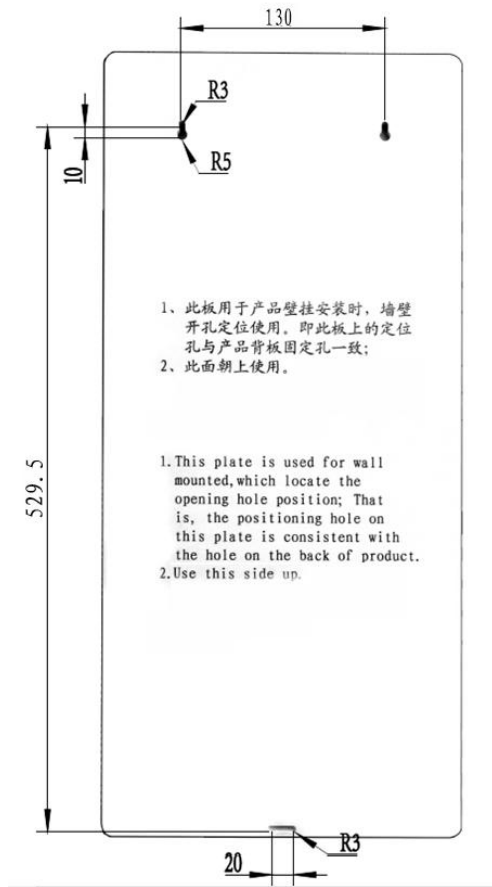 130
R3
R5
10
1、此板用于产品壁挂安装时，墙壁
开孔定位使用。即此板上的定位
孔与产品背板固定孔一致；
2、此面朝上使用。
529.5
1.This plate is used for wall
mounted,which locate the
opening hole position; That
is, the positioning hole on
this plate is consistent with
the hole on the back of product.
2.Use this side up.
R3
20